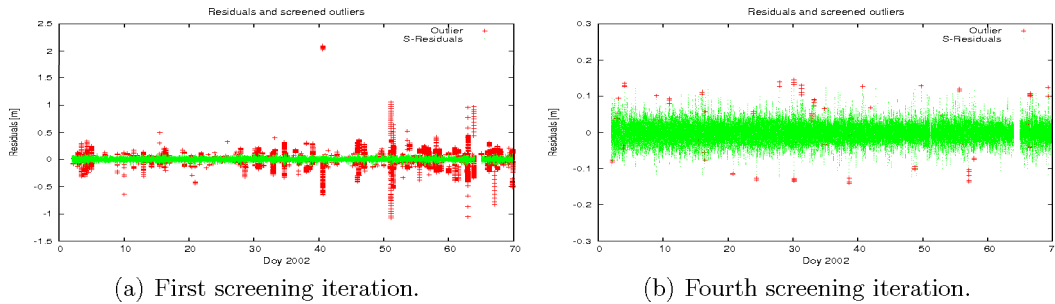 Residuals and screened outliers
Outlier
S-Residuals
Residuals [m]
2.5
2
1.5
1
0.5
0
-0.5
-1
-1.5
0 10 20 30 40 50 60 70
Doy 2002
(a) First screening iteration.
Residuals and screened outliers
Outlier
S-Residuals
Residuals [m]
0.3
0.2
0.1
0
-0.1
-0.2
-0.3
0 10 20 30 40 50 60 7
Doy 2002
(b) Fourth screening iteration.